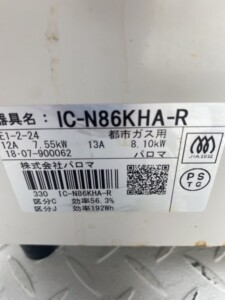 器具名： IC-N86KHA-R
E1-2-24 都市ガス用
12A 7.55kW 13A 8.10kW
18·07-900062 パロマ
株式会社パロマ
330 IC-N86KHA-R
区分C 効率56.3%
区分J 効率192Wh
PS
TG